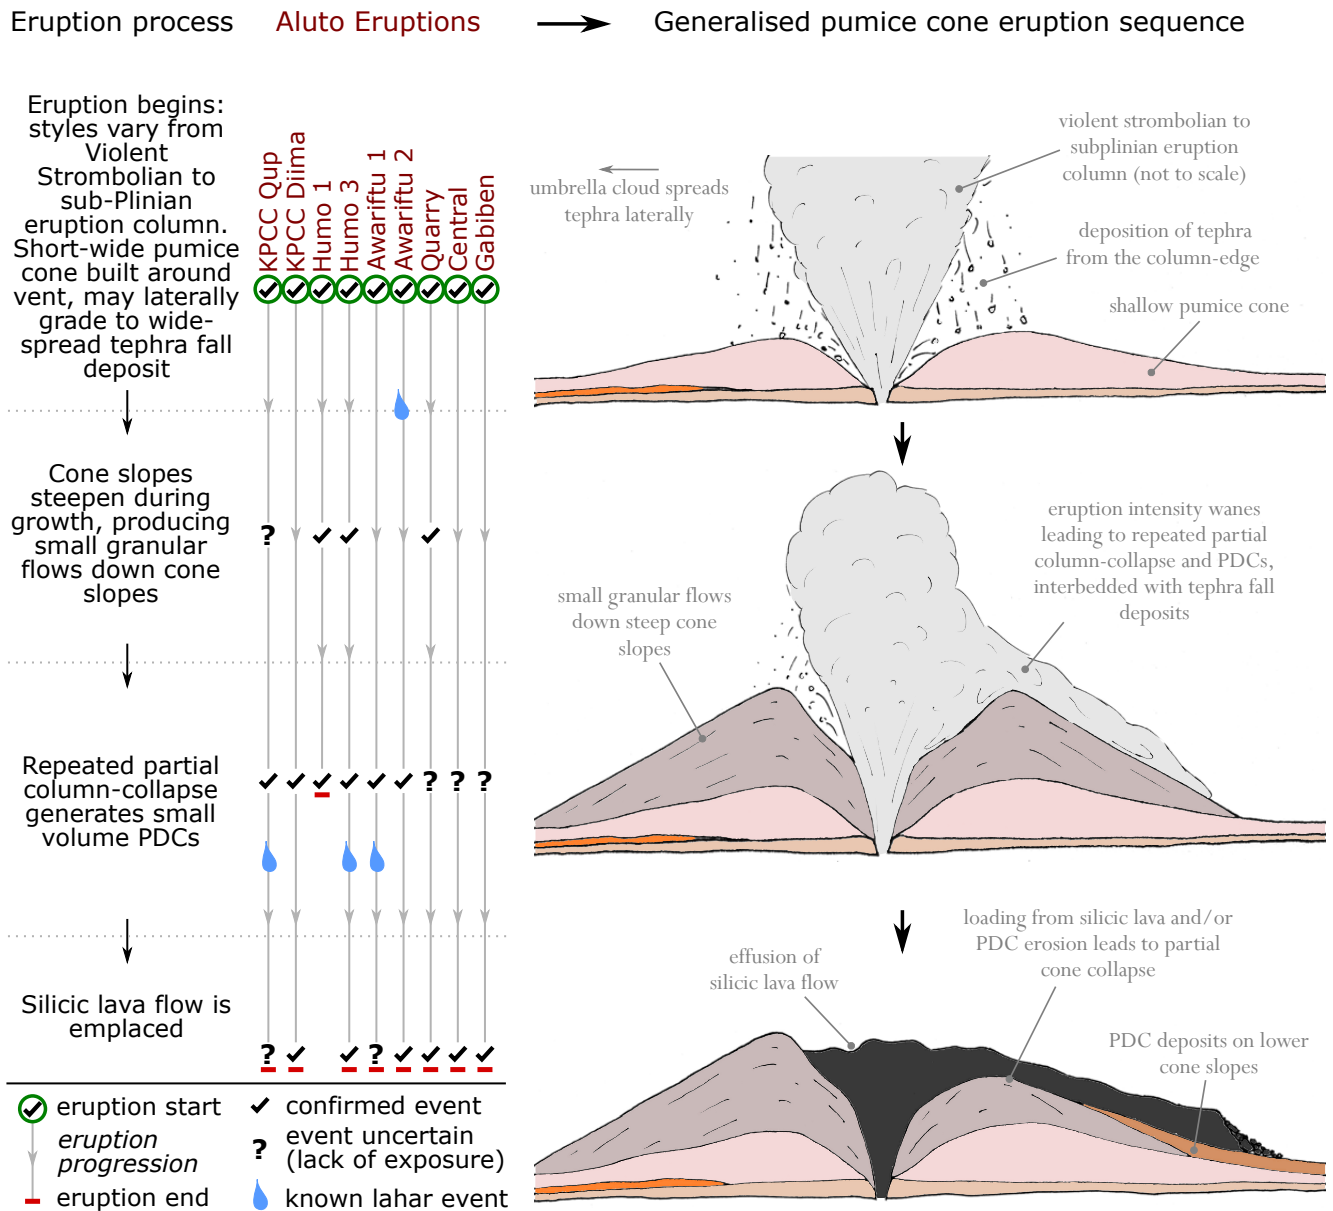 Eruption process
Aluto Eruptions
Generalised pumice cone eruption sequence
Eruption begins:
styles vary from
Violent
Strombolian to
sub-Plinian
eruption column.
Short-wide pumice
cone built around
vent, may laterally
grade to wide-
spread tephra fall
deposit
Cone slopes
steepen during
growth, producing
small granular
flows down cone
slopes
Repeated partial
column-collapse
generates small
volume PDCs
Silicic lava flow is
emplaced
KPCC Qup
KPCC Diima
Humo 1
Humo 3
Awariftu 1
Awariftu 2
Quarry
Central
Gabiben
?
?
?
?
?
?
umbrella cloud spreads
tephra laterally
violent strombolian to
subplinian eruption
column (not to scale)
deposition of tephra
from the column-edge
shallow pumice cone
small granular flows
down steep cone
slopes
eruption intensity wanes
leading to repeated partial
column-collapse and PDCs,
interbedded with tephra fall
deposits
effusion of
silicic lava flow
loading from silicic lava and/or
PDC erosion leads to partial
cone collapse
PDC deposits on lower
cone slopes
eruption start
eruption
progression
eruption end
confirmed event
?
event uncertain
(lack of exposure)
known lahar event